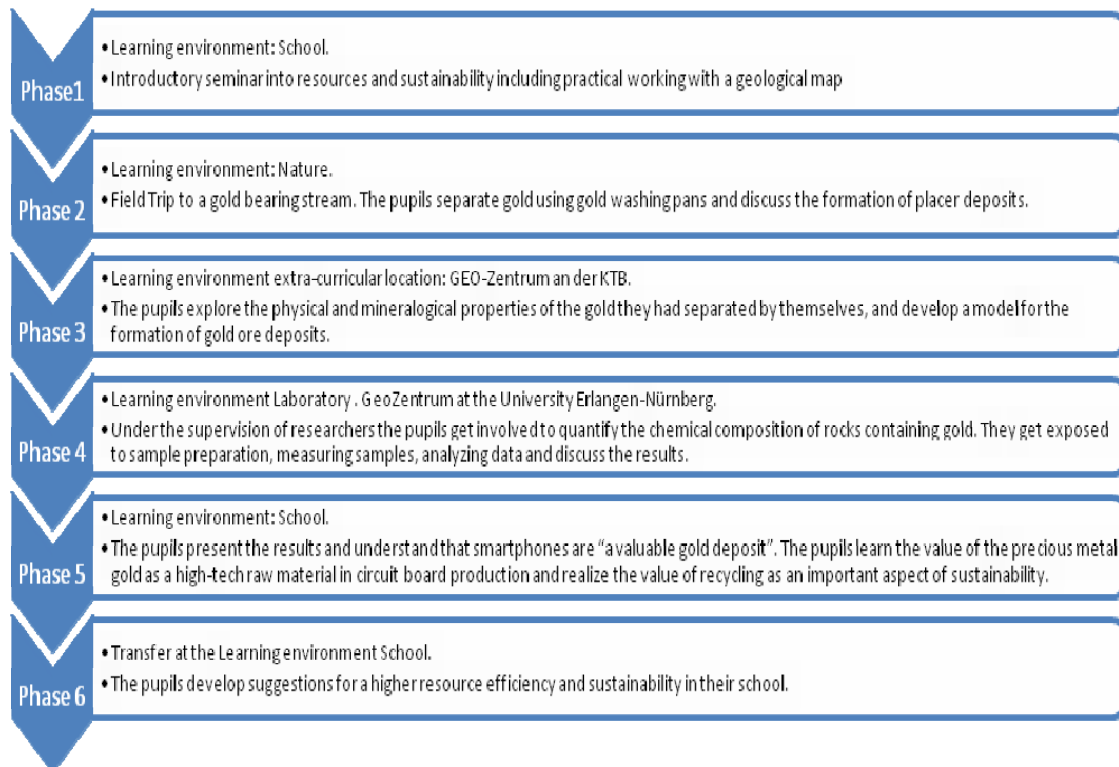 Phase1
• Learning environment: School.
• Introductory seminar into resources and sustainability including practical working with a geological map
Phase 2
• Learning environment: Nature.
• Field Trip to a gold bearing stream. The pupils separate gold using gold washing pans and discuss the formation of placer deposits.
Phase 3
• Learning environment extra-curricular location: GEO-Zentrum an der KTB.
• The pupils explore the physical and mineralogical properties of the gold they had separated by themselves, and develop a model for the
formation of gold ore deposits.
Phase 4
• Learning environment Laboratory . GeoZentrum at the University Erlangen-Nürnberg.
• Under the supervision of researchers the pupils get involved to quantify the chemical composition of rocks containing gold. They get exposed
to sample preparation, measuring samples, analyzing data and discuss the results.
Phase 5
• Learning environment: School.
• The pupils present the results and understand that smartphones are “a valuable gold deposit”. The pupils learn the value of the precious metal
gold as a high-tech raw material in circuit board production and realize the value of recycling as an important aspect of sustainability.
Phase 6
• Transfer at the Learning environment School.
• The pupils develop suggestions for a higher resource efficiency and sustainability in their school.